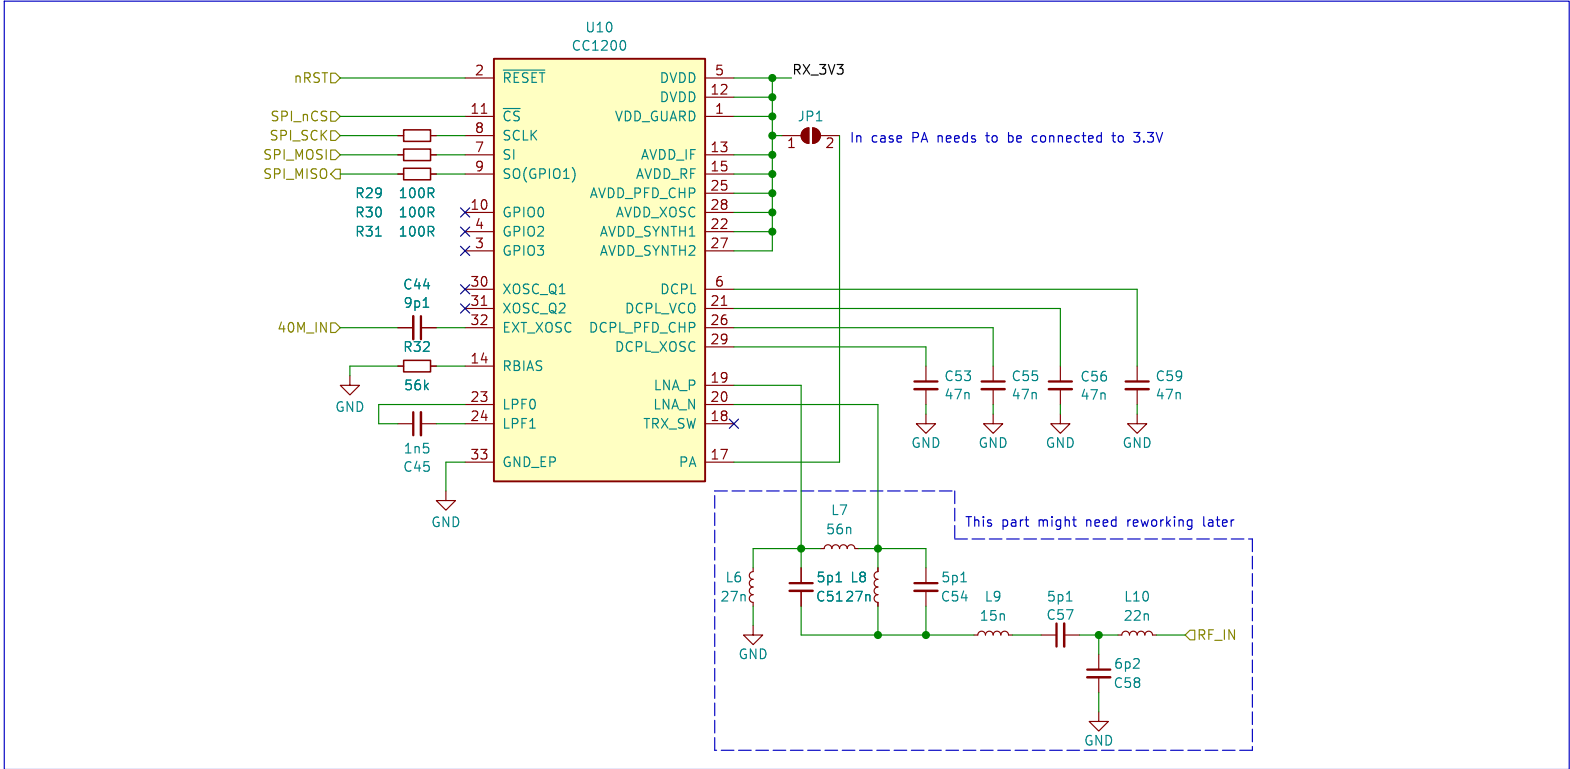 U10
CC1200
nRST 2 RESET DVDD 5 RX_3V3
DVDD 12
SPI_nCS 11 CS VDD_GUARD 1 JP1
SPI_SCK 8 SCLK 1 2 In case PA needs to be connected to 3.3V
SPI_MOSI 7 SI AVDD_IF 13
SPI_MISO 9 SO(GPIO1) AVDD_RF 15
R29 100R AVDD_PFD_CHP 25
R30 100R 10 GPIO0 AVDD_XOSC 28
R31 100R 4 GPIO2 AVDD_SYNTH1 22
3 GPIO3 AVDD_SYNTH2 27
C44 30 XOSC_Q1 DCPL 6
9p1 31 XOSC_Q2 DCPL_VCO 21
40M_IN 32 EXT_XOSC DCPL_PFD_CHP 26
R32 DCPL_XOSC 29
14 RBIAS
56k LNA_P 19 C53 C55 C56 C59
47n 47n 47n 47n
GND 23 LPF0 LNA_N 20
24 LPF1 TRX_SW 18
1n5 GND GND GND GND
C45 33 GND_EP PA 17
GND
L7 This part might need reworking later
56n
L6 5p1 L8 5p1
27n C51 27n C54 L9 5p1 L10
15n C57 22n
RF_IN
GND
6p2
C58
GND